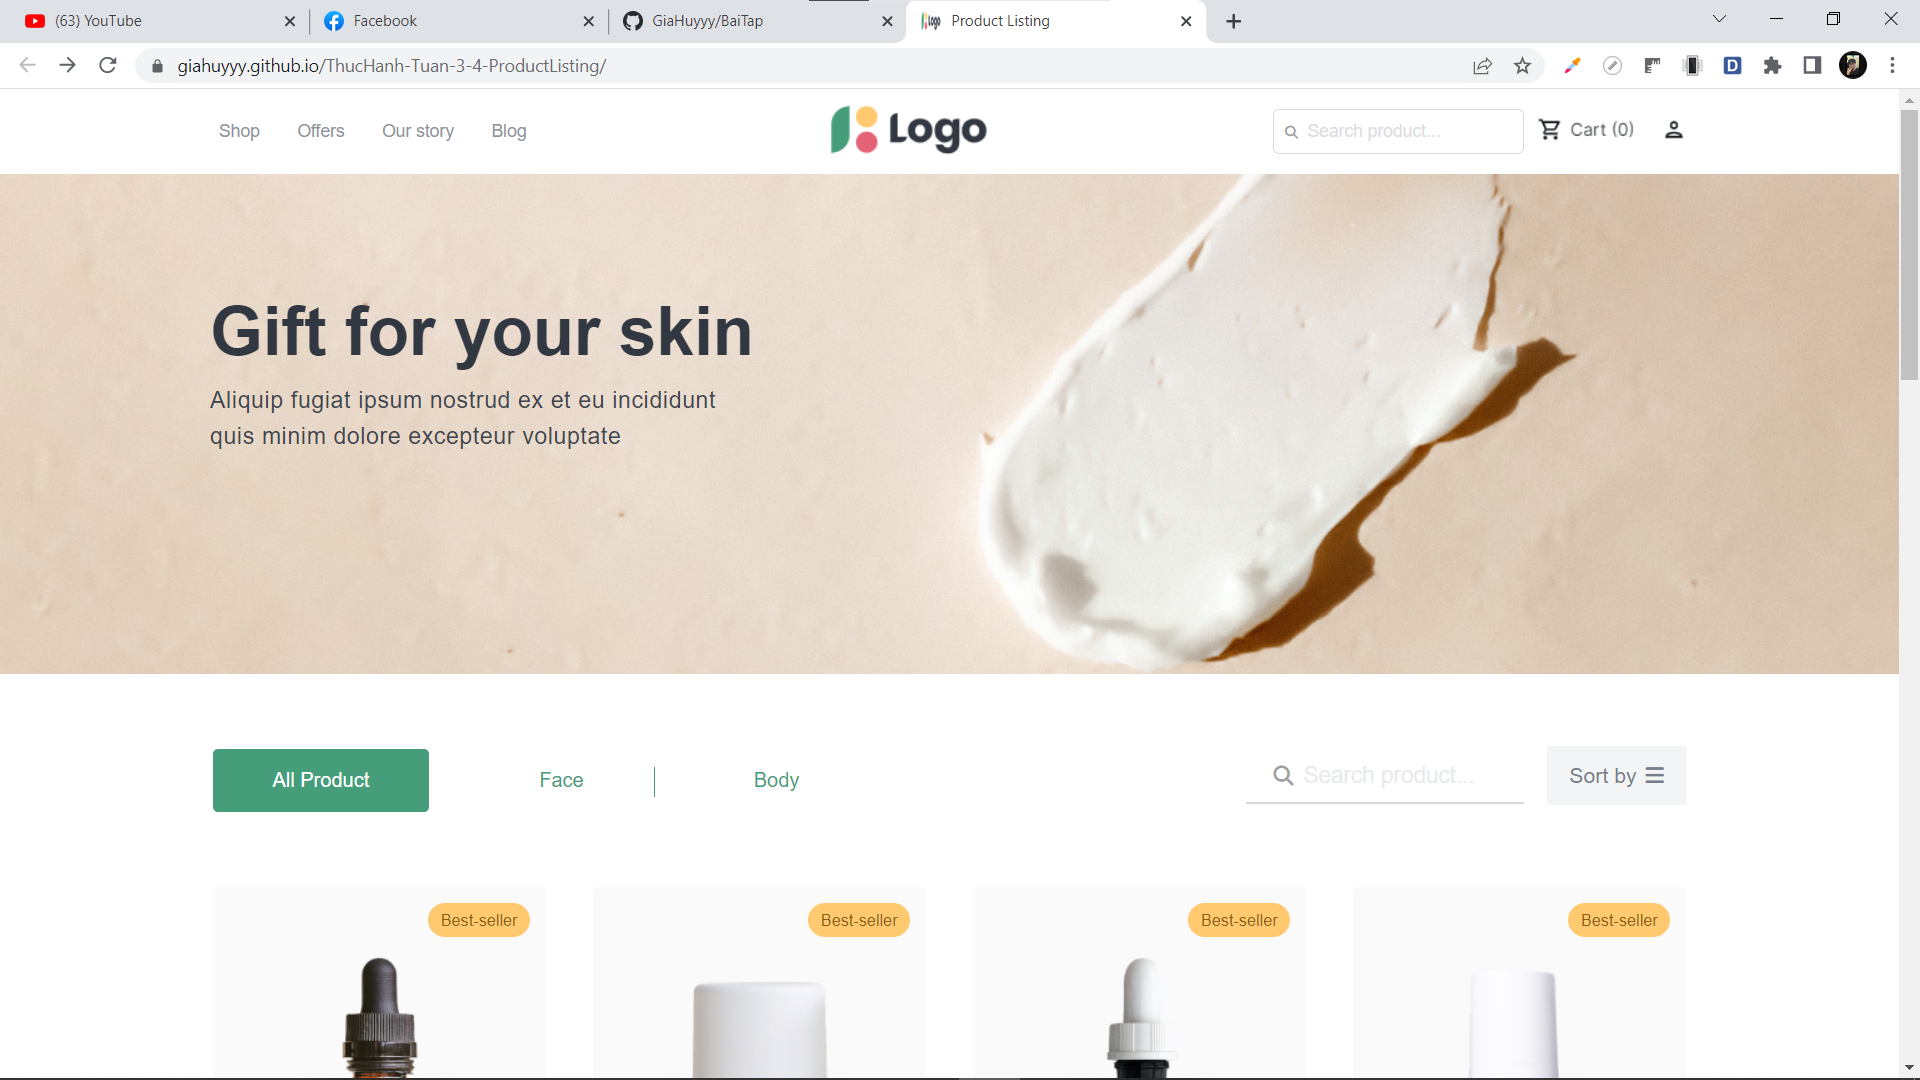 (63) YouTube
Facebook
GiaHuyyy/BaiTap
Logo
Product Listing
giahuyyy.github.io/ThucHanh-Tuan-3-4-ProductListing/
D
Shop
Offers
Our story
Blog
Logo
Search product...
Cart (0)
Gift for your skin
Aliquip fugiat ipsum nostrud ex et eu incididunt
quis minim dolore excepteur voluptate
All Product
Face
Body
Search product...
Sort by
Best-seller
Best-seller
Best-seller
Best-seller